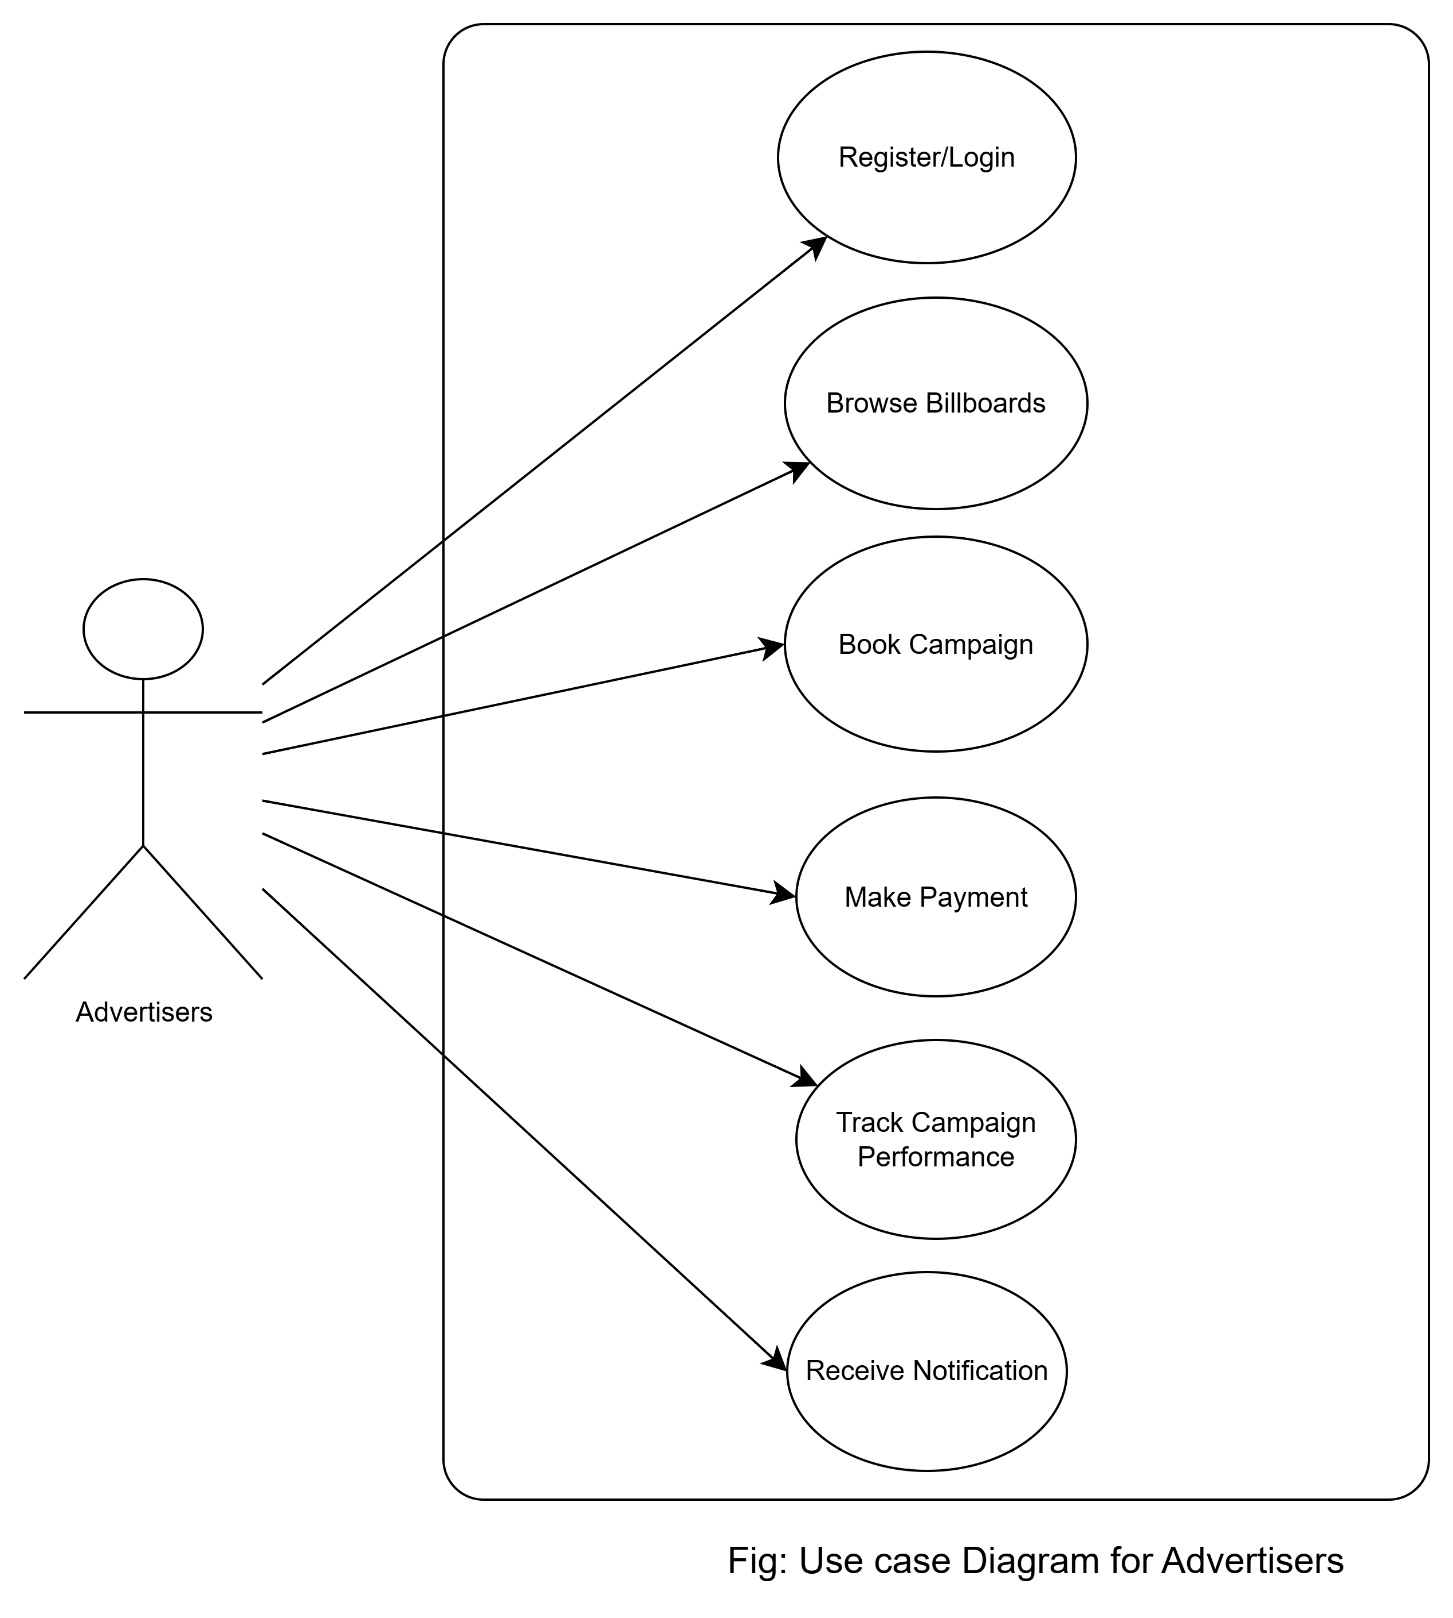 Register/Login
Browse Billboards
Book Campaign
Make Payment
Advertisers
Track Campaign
Performance
Receive Notification
Fig: Use case Diagram for Advertisers